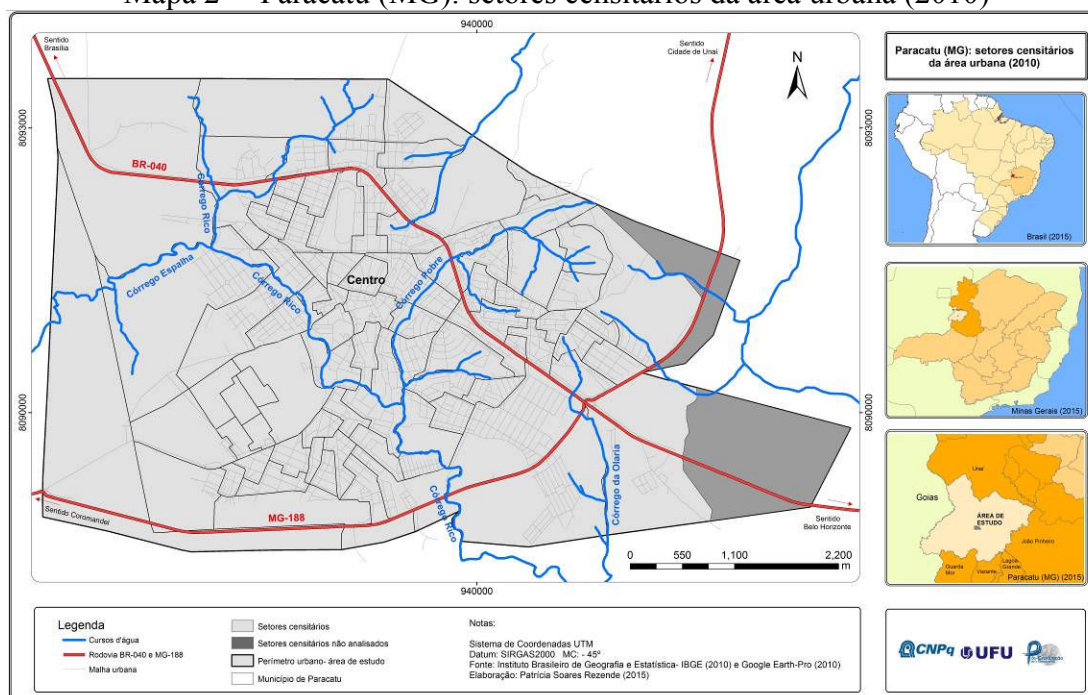 Mapa 2 – Paracatu (MG): setores censitários da área urbana (2010)
940000
Sentido
Brasília
Sentido
Cidade de Unaí
N
8093000
8093000
BR-040
Córrego Rico
Córrego Espalha
Córrego Rico
Centro
Córrego Pobre
8090000
8090000
Córrego da Olaria
Córrego Rico
MG-188
Sentido Coromandel
Sentido
Belo Horizonte
0 550 1,100 2,200
m
940000
Paracatu (MG): setores censitários
da área urbana (2010)
Brasil (2015)
Minas Gerais (2015)
Unaí
Goias
ÁREA DE
ESTUDO
João Pinheiro
Lagoa
Grande
Guarda
Mor
Vazante
Paracatu (MG) (2015)
Legenda
Cursos d'água
Rodovia BR-040 e MG-188
Malha urbana
Setores censitários
Setores censitários não analisados
Perímetro urbano- área de estudo
Município de Paracatu
Notas:
Sistema de Coordenadas UTM
Datum: SIRGAS2000 MC: - 45º
Fonte: Instituto Brasileiro de Geografia e Estatística- IBGE (2010) e Google Earth-Pro (2010)
Elaboração: Patrícia Soares Rezende (2015)
CNPq UFU